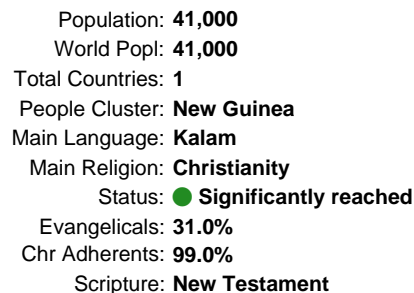 Population: 41,000
World Popl: 41,000
Total Countries: 1
People Cluster: New Guinea
Main Language: Kalam
Main Religion: Christianity
Status: Significantly reached
Evangelicals: 31.0%
Chr Adherents: 99.0%
Scripture: New Testament